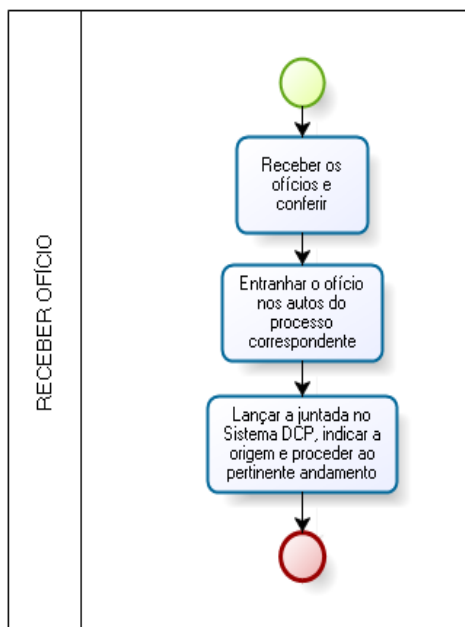 RECEBER OFÍCIO
Receber os
ofícios e
conferir
Entranhar o ofício
nos autos do
processo
correspondente
Lançar a juntada no
Sistema DCP, indicar a
origem e proceder ao
pertinente andamento